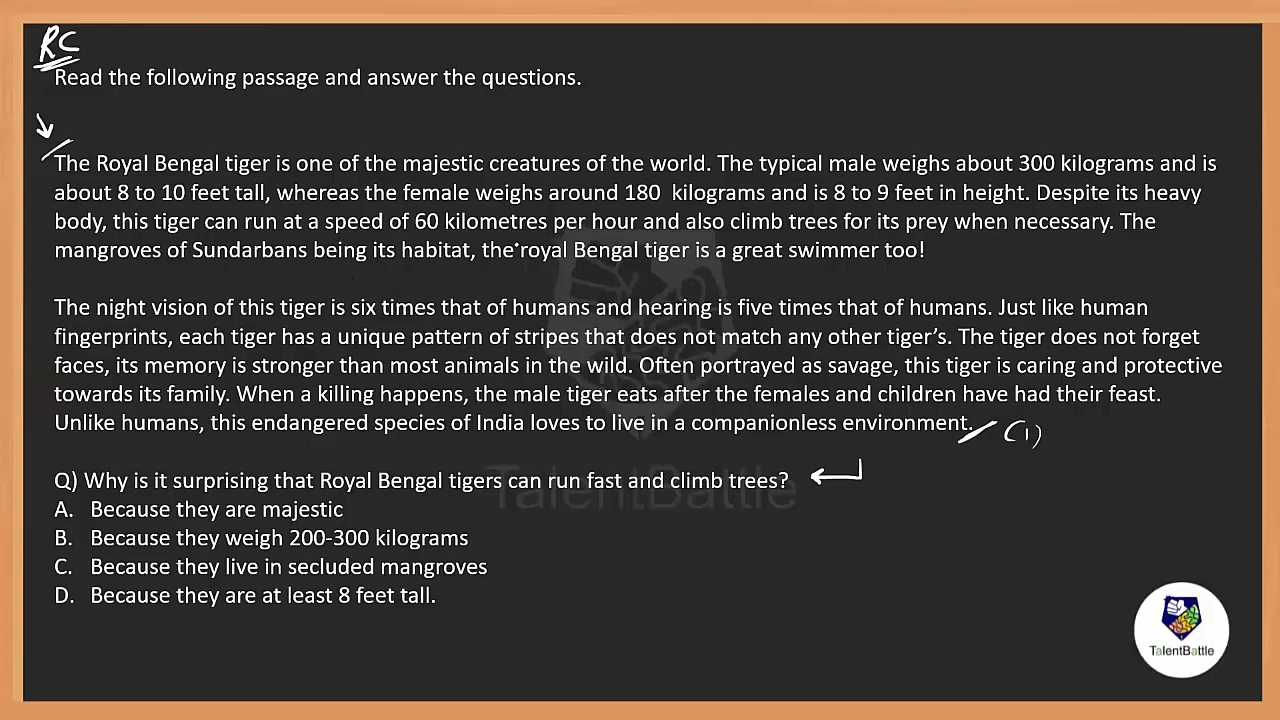 RC
Read the following passage and answer the questions.
The Royal Bengal tiger is one of the majestic creatures of the world. The typical male weighs about 300 kilograms and is
about 8 to 10 feet tall, whereas the female weighs around 180 kilograms and is 8 to 9 feet in height. Despite its heavy
body, this tiger can run at a speed of 60 kilometres per hour and also climb trees for its prey when necessary. The
mangroves of Sundarbans being its habitat, the royal Bengal tiger is a great swimmer too!
The night vision of this tiger is six times that of humans and hearing is five times that of humans. Just like human
fingerprints, each tiger has a unique pattern of stripes that does not match any other tiger's. The tiger does not forget
faces, its memory is stronger than most animals in the wild. Often portrayed as savage, this tiger is caring and protective
towards its family. When a killing happens, the male tiger eats after the females and children have had their feast.
Unlike humans, this endangered species of India loves to live in a companionless environment.
(1)
Q) Why is it surprising that Royal Bengal tigers can run fast and climb trees?
TalentBattle
A. Because they are majestic
B. Because they weigh 200-300 kilograms
C. Because they live in secluded mangroves
D. Because they are at least 8 feet tall.
TalentBattle